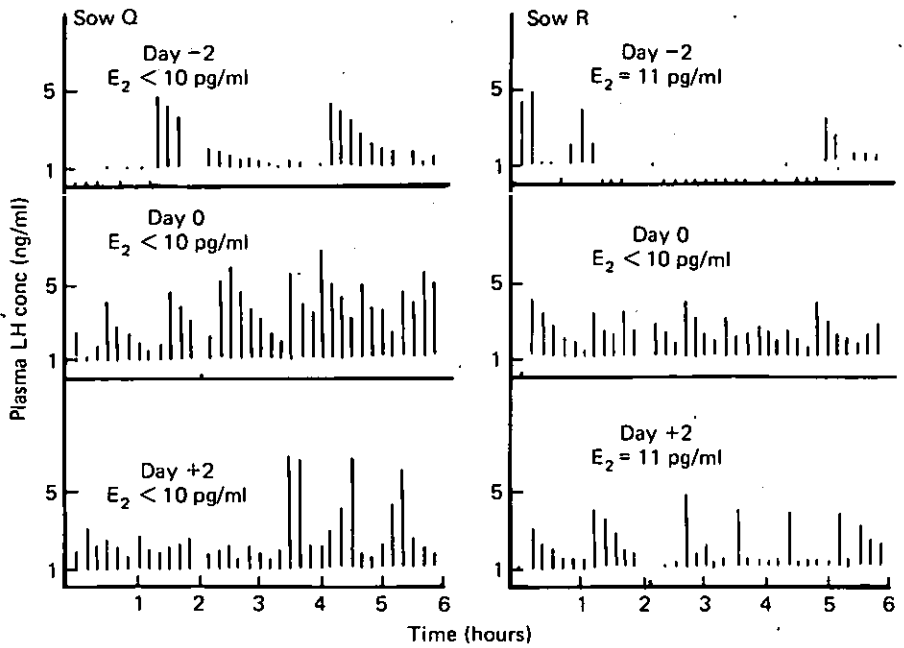 Sow Q
Day −2
E₂ < 10 pg/ml
5
1
Day 0
E₂ < 10 pg/ml
5
1
Day +2
E₂ < 10 pg/ml
5
1
1 2 3 4 5 6
Sow R
Day −2
E₂ = 11 pg/ml
5
1
Day 0
E₂ < 10 pg/ml
5
1
Day +2
E₂ = 11 pg/ml
5
1
1 2 3 4 5 6
Plasma LH conc (ng/ml)
Time (hours)